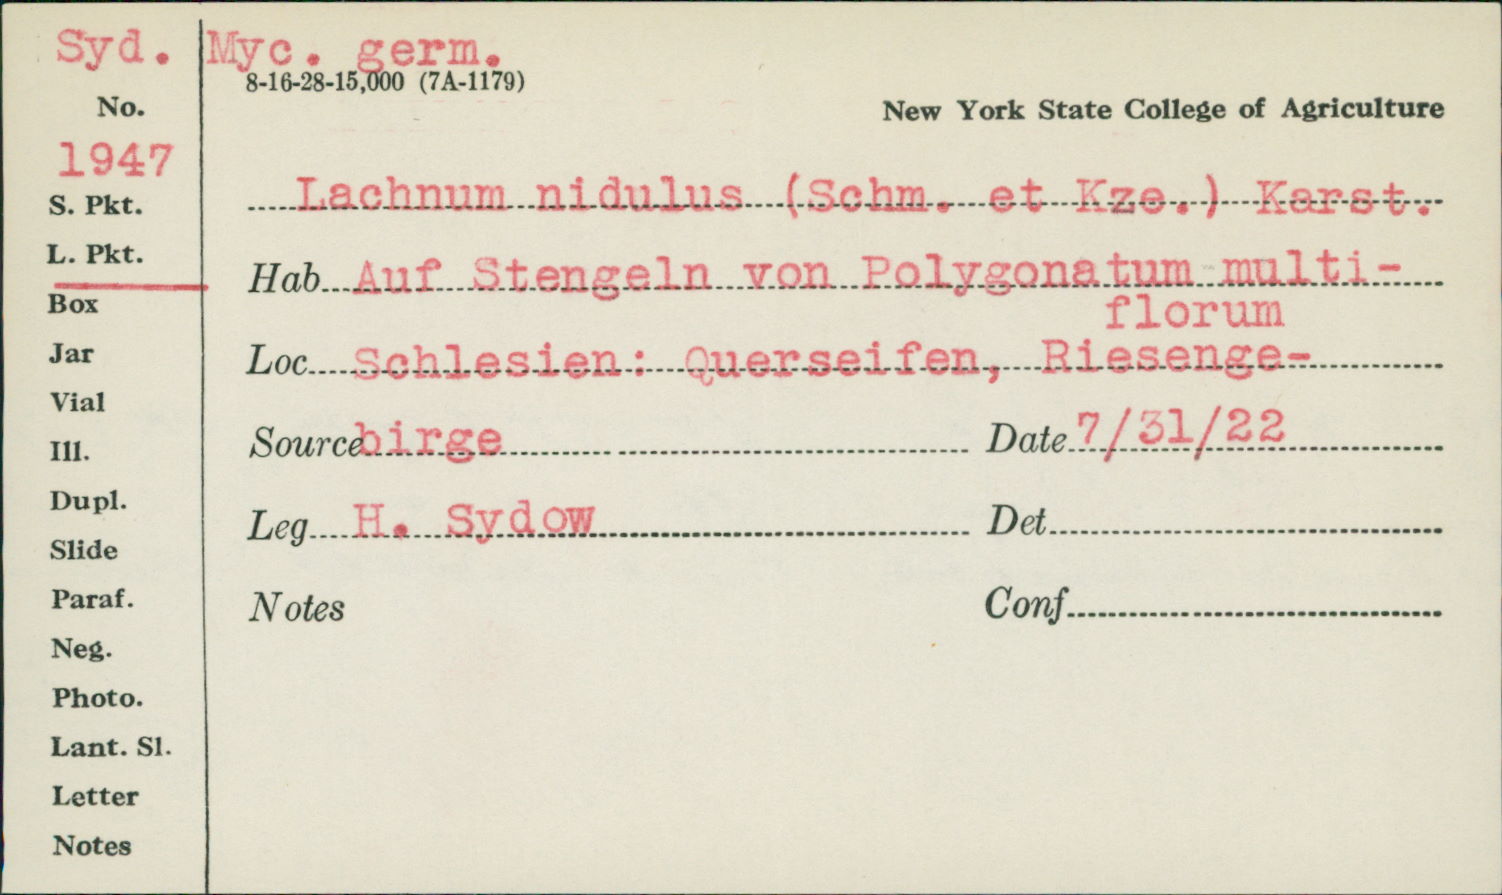 Syd. Myc. germ.
8-16-28-15,000 (7A-1179)
No.
New York State College of Agriculture
1947
S. Pkt.
Lachnum nidulus (Schm. et Kze.) Karst.
L. Pkt.
Hab. Auf Stengeln von Polygonatum multi-
florum
Box
Jar
Loc. Schlesien: Querseifen, Riesenge-
Vial
Ill.
Source birge Date 7/31/22
Dupl.
Leg. H. Sydow Det.
Slide
Paraf.
Notes Conf.
Neg.
Photo.
Lant. Sl.
Letter
Notes